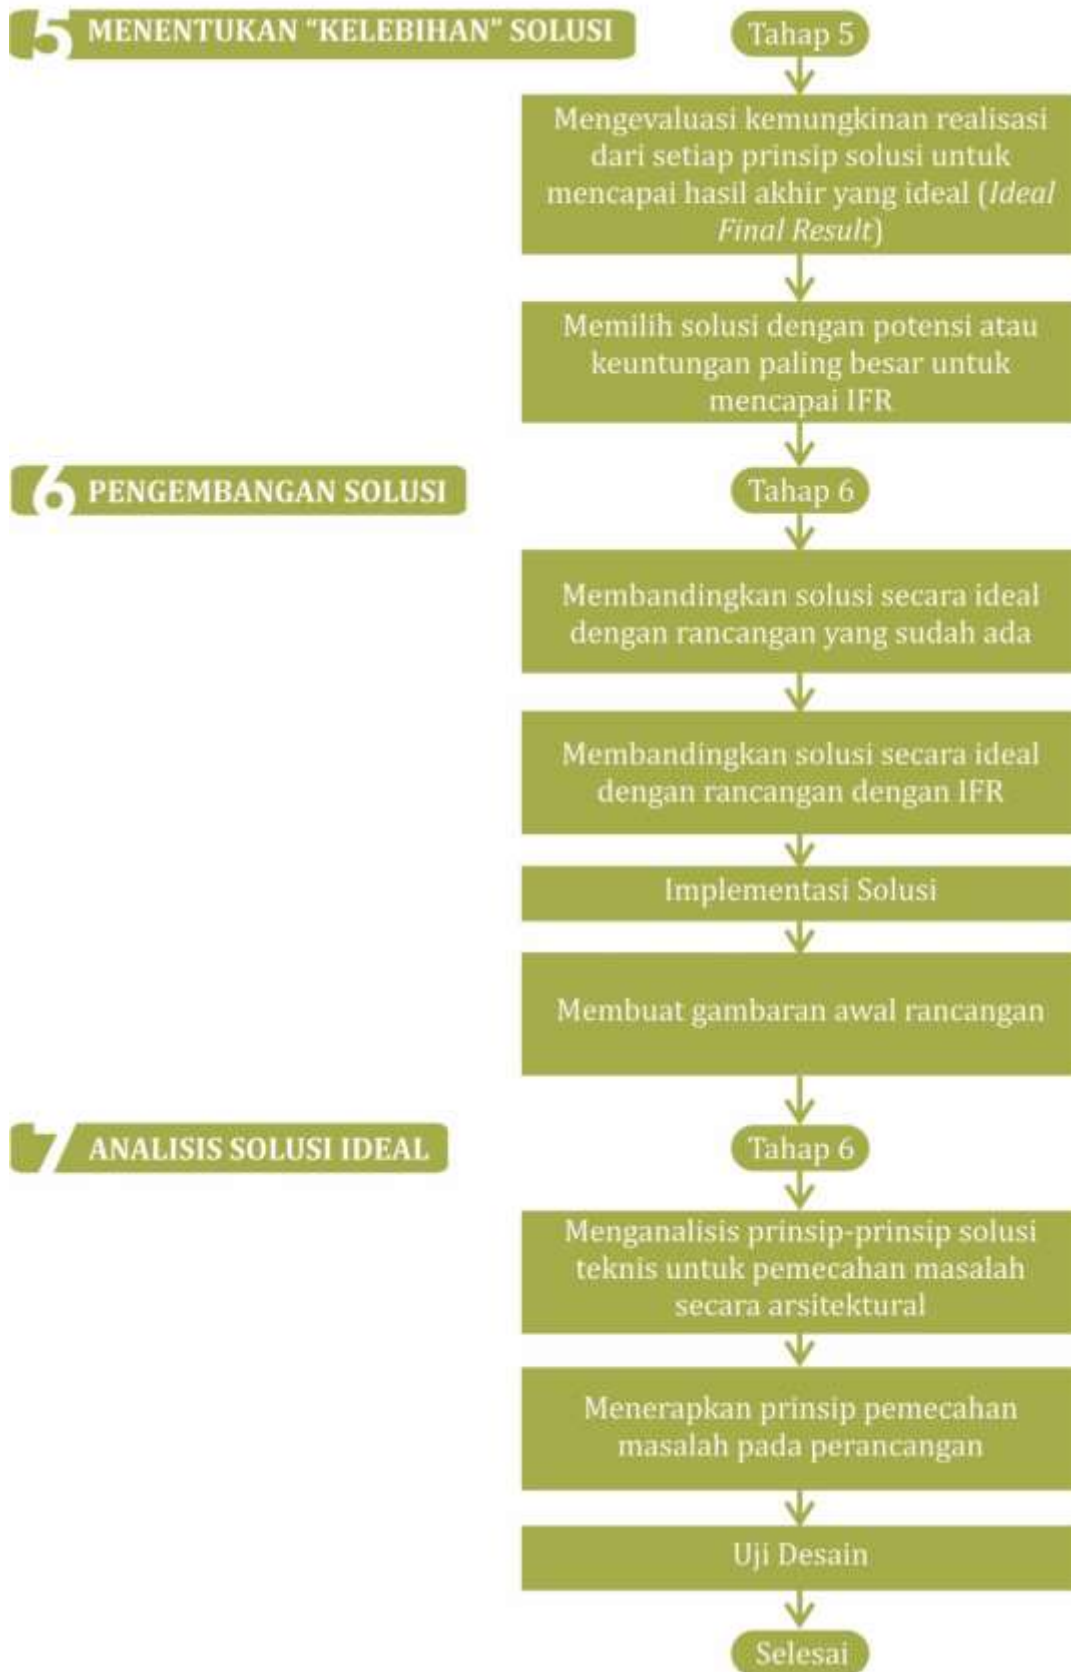 5 MENENTUKAN “KELEBIHAN” SOLUSI
Tahap 5
Mengevaluasi kemungkinan realisasi
dari setiap prinsip solusi untuk
mencapai hasil akhir yang ideal (Ideal
Final Result)
Memilih solusi dengan potensi atau
keuntungan paling besar untuk
mencapai IFR
6 PENGEMBANGAN SOLUSI
Tahap 6
Membandingkan solusi secara ideal
dengan rancangan yang sudah ada
Membandingkan solusi secara ideal
dengan rancangan dengan IFR
Implementasi Solusi
Membuat gambaran awal rancangan
7 ANALISIS SOLUSI IDEAL
Tahap 6
Menganalisis prinsip-prinsip solusi
teknis untuk pemecahan masalah
secara arsitektural
Menerapkan prinsip pemecahan
masalah pada perancangan
Uji Desain
Selesai